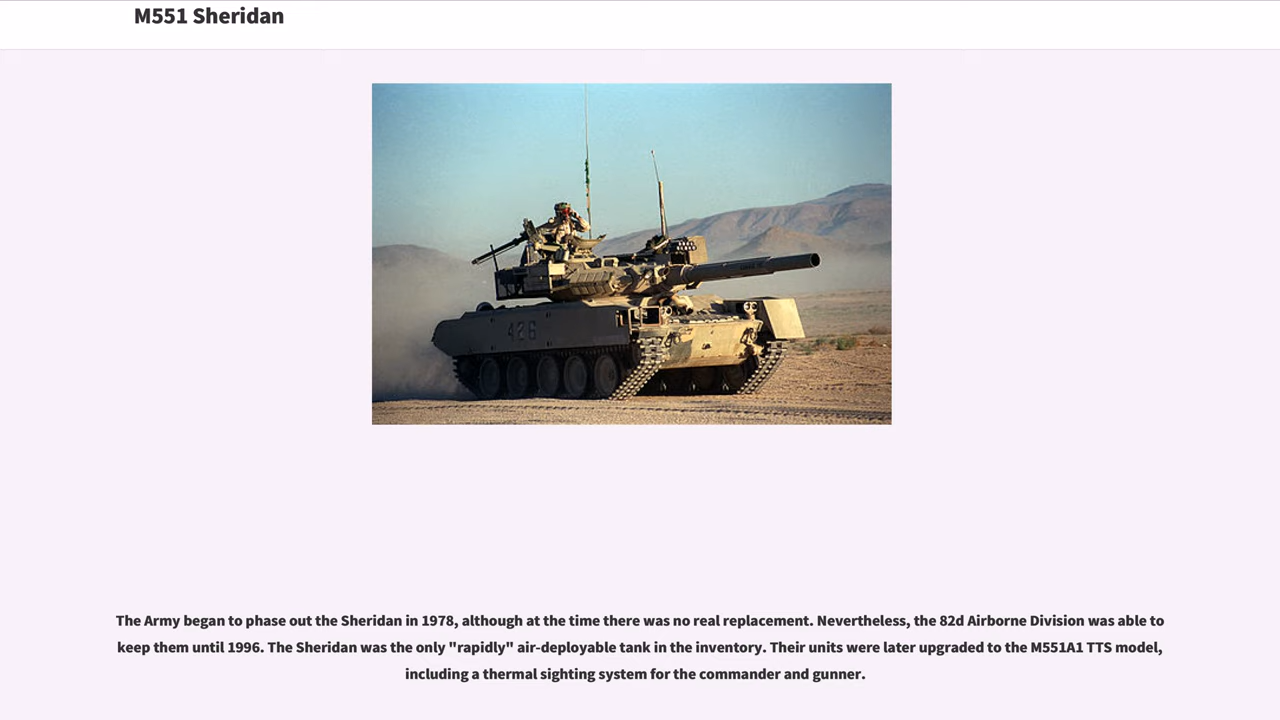 M551 Sheridan
426
The Army began to phase out the Sheridan in 1978, although at the time there was no real replacement. Nevertheless, the 82d Airborne Division was able to
keep them until 1996. The Sheridan was the only "rapidly" air-deployable tank in the inventory. Their units were later upgraded to the M551A1 TTS model,
including a thermal sighting system for the commander and gunner.